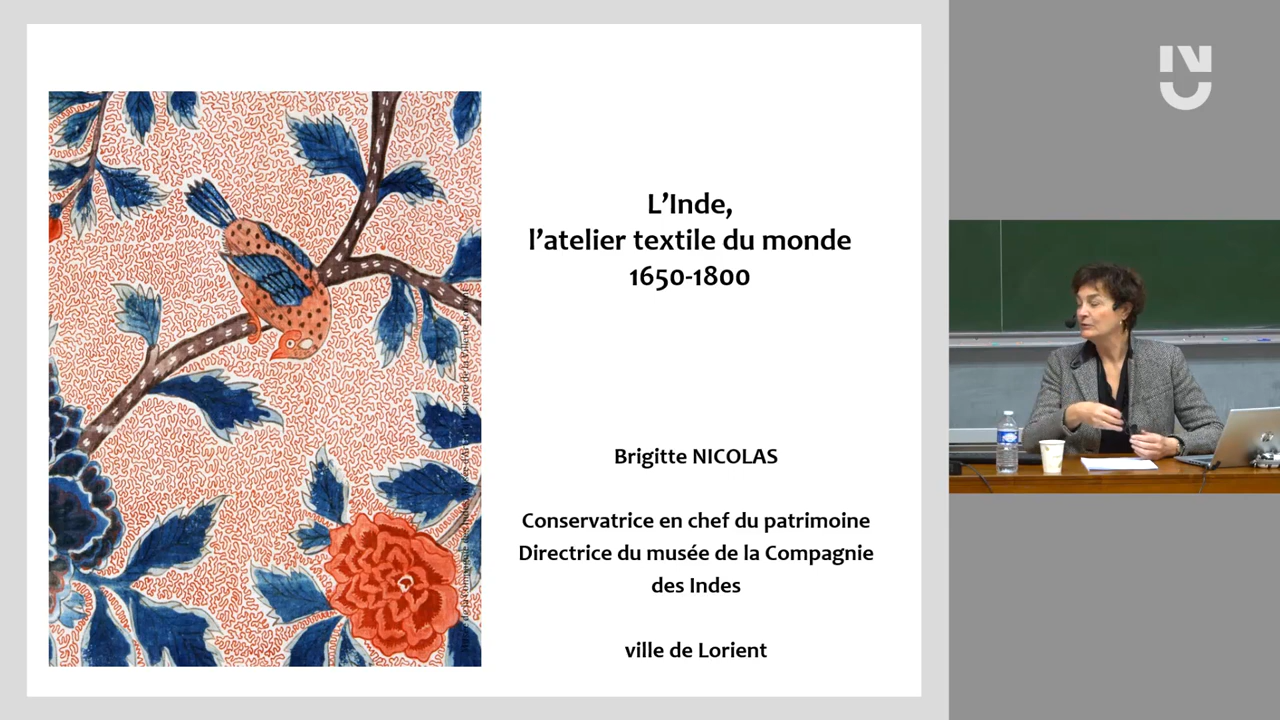 L'Inde,
l'atelier textile du monde
1650-1800
Brigitte NICOLAS
Conservatrice en chef du patrimoine
Directrice du musée de la Compagnie
des Indes
ville de Lorient